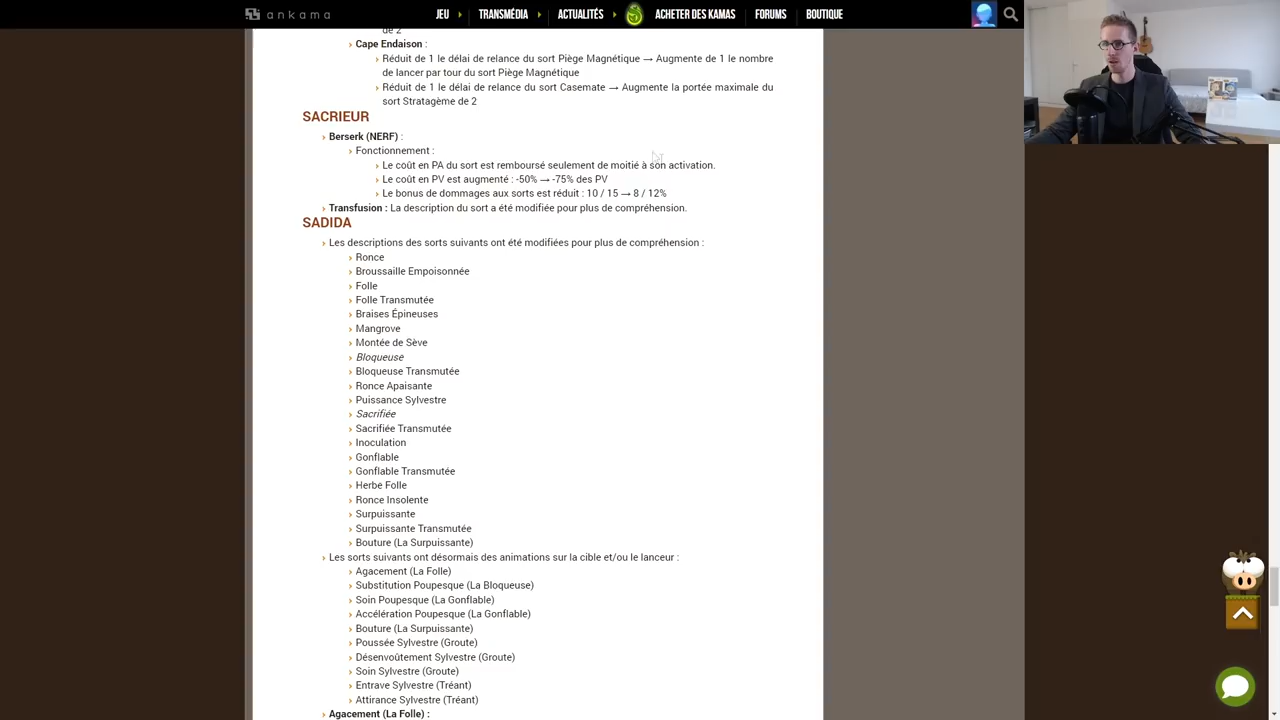 ankama
JEU
TRANSMÉDIA
ACTUALITÉS
ACHETER DES KAMAS
FORUMS
BOUTIQUE
de 2
Cape Endaison :
Réduit de 1 le délai de relance du sort Piège Magnétique → Augmente de 1 le nombre
de lancer par tour du sort Piège Magnétique
Réduit de 1 le délai de relance du sort Casemate → Augmente la portée maximale du
sort Stratagème de 2
SACRIEUR
Berserk (NERF) :
Fonctionnement :
Le coût en PA du sort est remboursé seulement de moitié à son activation.
Le coût en PV est augmenté : -50% → -75% des PV
Le bonus de dommages aux sorts est réduit : 10 / 15 → 8 / 12%
Transfusion : La description du sort a été modifiée pour plus de compréhension.
SADIDA
Les descriptions des sorts suivants ont été modifiées pour plus de compréhension :
Ronce
Broussaille Empoisonnée
Folle
Folle Transmutée
Braises Épineuses
Mangrove
Montée de Sève
Bloqueuse
Bloqueuse Transmutée
Ronce Apaisante
Puissance Sylvestre
Sacrifiée
Sacrifiée Transmutée
Inoculation
Gonflable
Gonflable Transmutée
Herbe Folle
Ronce Insolente
Surpuissante
Surpuissante Transmutée
Bouture (La Surpuissante)
Les sorts suivants ont désormais des animations sur la cible et/ou le lanceur :
Agacement (La Folle)
Substitution Poupesque (La Bloqueuse)
Soin Poupesque (La Gonflable)
Accélération Poupesque (La Gonflable)
Bouture (La Surpuissante)
Poussée Sylvestre (Groute)
Désenvoûtement Sylvestre (Groute)
Soin Sylvestre (Groute)
Entrave Sylvestre (Tréant)
Attirance Sylvestre (Tréant)
Agacement (La Folle) :